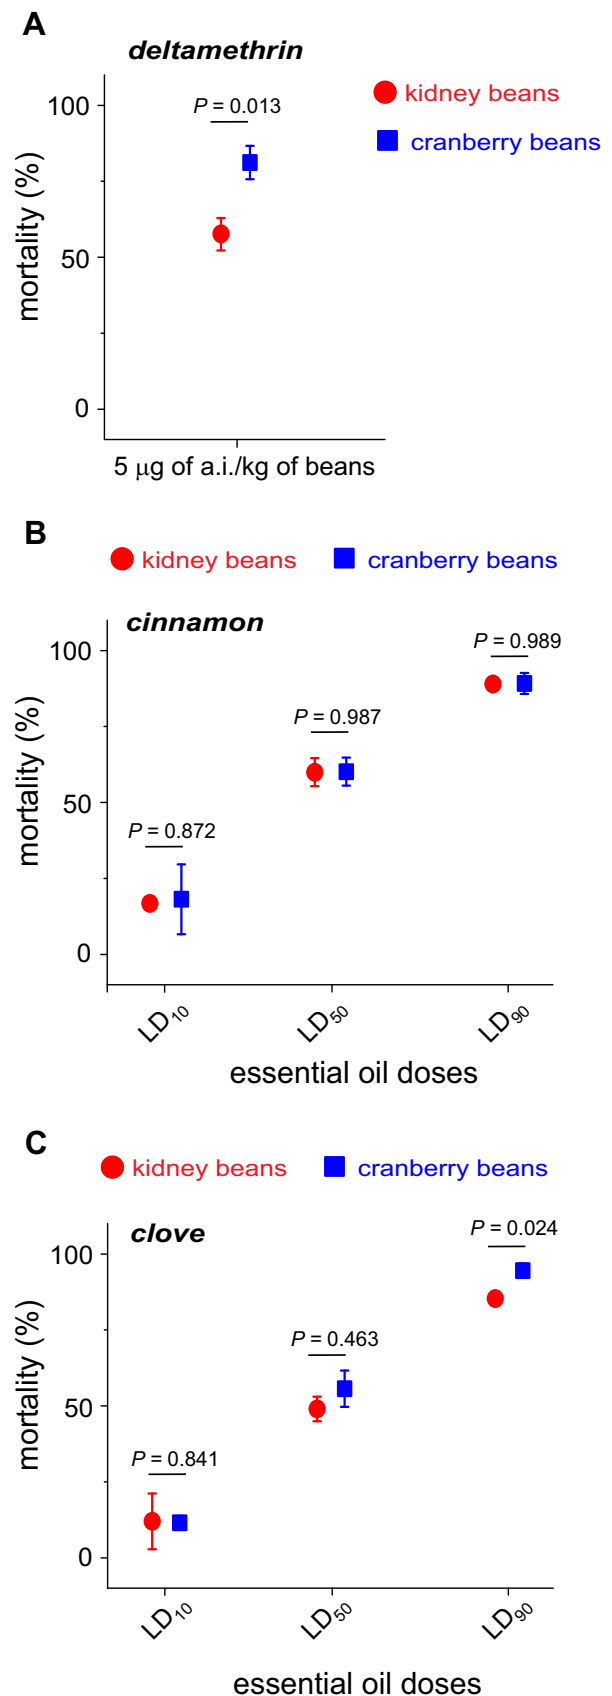 A
deltamethrin
P = 0.013
kidney beans
cranberry beans
100
50
0
mortality (%)
5 μg of a.i./kg of beans
B
kidney beans cranberry beans
cinnamon
P = 0.989
P = 0.987
P = 0.872
100
50
0
mortality (%)
LD10 LD50 LD90
essential oil doses
C
kidney beans cranberry beans
clove
P = 0.024
P = 0.463
P = 0.841
100
50
0
mortality (%)
LD10 LD50 LD90
essential oil doses